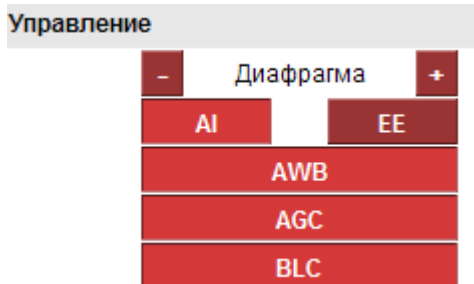 Управление
- Диафрагма +
AI EE
AWB
AGC
BLC